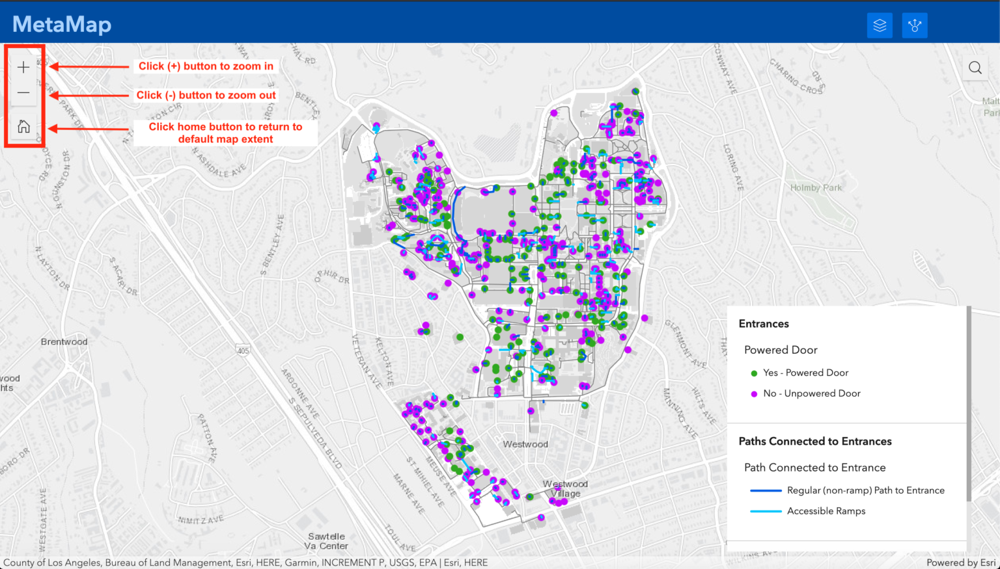 MetaMap
Click (+) button to zoom in
Click (-) button to zoom out
Click home button to return to
default map extent
405
N ASHDALE AVE
N LAYTON DR
S ACARI DR
S BENTLEY AVE
BENTLEY
CHAL RD
CONWAY AVE
CHARING CROSS
RD
LORING AVE
Holmby Park
Malt
Park
Brentwood
wood
hts
405
VETERAN AVE
KELTON AVE
GLENMONT AVE
MANNING AVE
HILTS AVE
ARGONNE AVE
S SEPULVEDA BLVD
PATTON AVE
ST MIHIEL AVE
MEUSE AVE
MARNE AVE
NIMITZ AVE
WESTGATE AVE
TOUL AVE
Westwood
Westwood
Village
Sawtelle
Va Center
Entrances
Powered Door
Yes - Powered Door
No - Unpowered Door
Paths Connected to Entrances
Path Connected to Entrance
Regular (non-ramp) Path to Entrance
Accessible Ramps
County of Los Angeles, Bureau of Land Management, Esri, HERE, Garmin, INCREMENT P, USGS, EPA | Esri, HERE
Powered by Esri